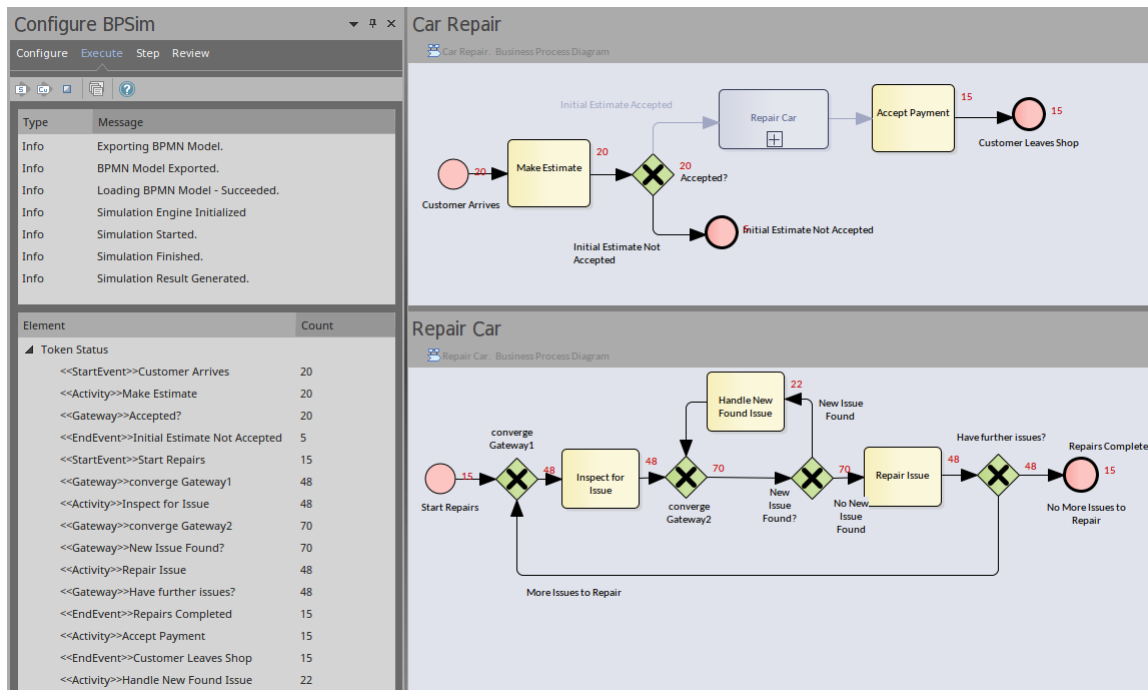 Configure BPSim
Configure Execute Step Review
Type Message
Info Exporting BPMN Model.
Info BPMN Model Exported.
Info Loading BPMN Model - Succeeded.
Info Simulation Engine Initialized
Info Simulation Started.
Info Simulation Finished.
Info Simulation Result Generated.
Element Count
Token Status
<<StartEvent>>Customer Arrives 20
<<Activity>>Make Estimate 20
<<Gateway>>Accepted? 20
<<EndEvent>>Initial Estimate Not Accepted 5
<<StartEvent>>Start Repairs 15
<<Gateway>>converge Gateway1 48
<<Activity>>Inspect for Issue 48
<<Gateway>>converge Gateway2 70
<<Gateway>>New Issue Found? 70
<<Activity>>Repair Issue 48
<<Gateway>>Have further issues? 48
<<EndEvent>>Repairs Completed 15
<<Activity>>Accept Payment 15
<<EndEvent>>Customer Leaves Shop 15
<<Activity>>Handle New Found Issue 22
Car Repair
Car Repair. Business Process Diagram
Initial Estimate Accepted
Repair Car
Accept Payment
15
15
Customer Leaves Shop
20
Make Estimate
20
20
Accepted?
Customer Arrives
Initial Estimate Not Accepted
Initial Estimate Not
Accepted
Repair Car
Repair Car. Business Process Diagram
Handle New
Found Issue
22
New Issue
Found
converge
Gateway1
Have further issues?
Repairs Complete
15
48
Inspect for
Issue
48
70
70
Repair Issue
48
48
15
Start Repairs
converge
Gateway2
New
Issue
Found?
No New
Issue
Found
No More Issues to
Repair
More Issues to Repair